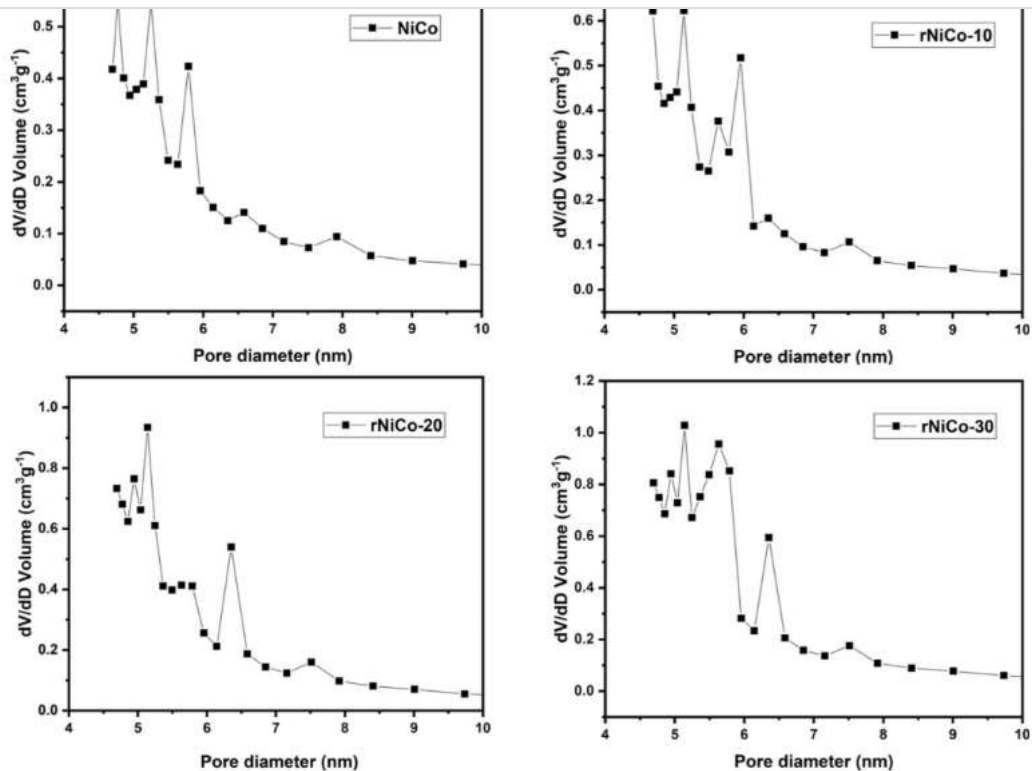 NiCo
dV/dD Volume (cm³g⁻¹)
0.5
0.4
0.3
0.2
0.1
0.0
4 5 6 7 8 9 10
Pore diameter (nm)
rNiCo-10
dV/dD Volume (cm³g⁻¹)
0.6
0.5
0.4
0.3
0.2
0.1
0.0
4 5 6 7 8 9 10
Pore diameter (nm)
rNiCo-20
dV/dD Volume (cm³g⁻¹)
1.0
0.8
0.6
0.4
0.2
0.0
4 5 6 7 8 9 10
Pore diameter (nm)
rNiCo-30
dV/dD Volume (cm³g⁻¹)
1.2
1.0
0.8
0.6
0.4
0.2
0.0
4 5 6 7 8 9 10
Pore diameter (nm)